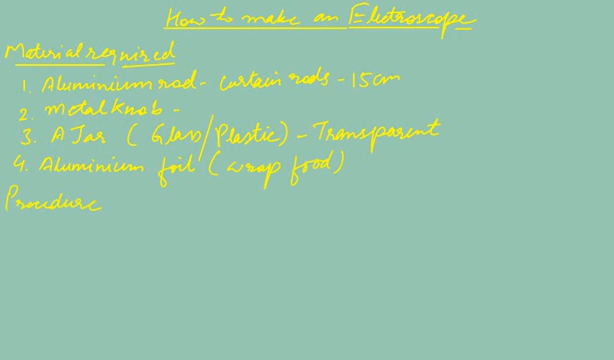 How to make an Electroscope
Material required
1. Aluminium rod - curtain rods - 15cm
2. Metal Knob -
3. A Jar ( Glass/Plastic) - Transparent
4. Aluminium foil ( wrap food)
Procedure